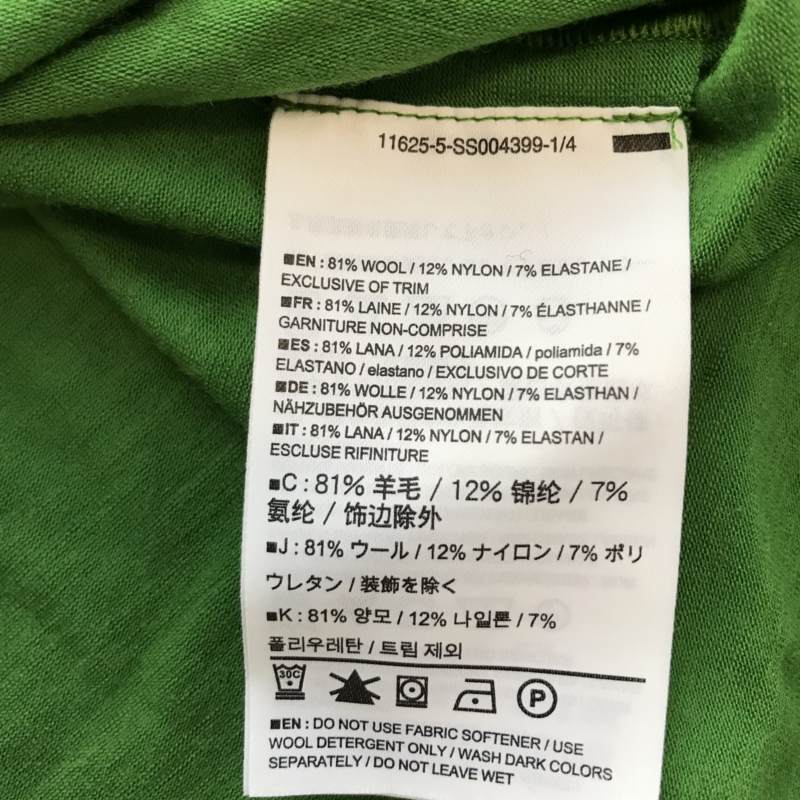 11625-5-SS004399-1/4
■EN : 81% WOOL / 12% NYLON / 7% ELASTANE /
EXCLUSIVE OF TRIM
■FR : 81% LAINE / 12% NYLON / 7% ÉLASTHANNE /
GARNITURE NON-COMPRISE
■ES : 81% LANA / 12% POLIAMIDA / poliamida / 7%
ELASTANO / elastano / EXCLUSIVO DE CORTE
■DE : 81% WOLLE / 12% NYLON / 7% ELASTHAN /
NÄHZUBEHÖR AUSGENOMMEN
■IT : 81% LANA / 12% NYLON / 7% ELASTAN /
ESCLUSE RIFINITURE
■C : 81% 羊毛 / 12% 锦纶 / 7%
氨纶 / 饰边除外
■J : 81% ウール / 12% ナイロン / 7% ポリ
ウレタン / 装飾を除く
■K : 81% 양모 / 12% 나일론 / 7%
폴리우레탄 / 트림 제외
30C P
■EN : DO NOT USE FABRIC SOFTENER / USE
WOOL DETERGENT ONLY / WASH DARK COLORS
SEPARATELY / DO NOT LEAVE WET